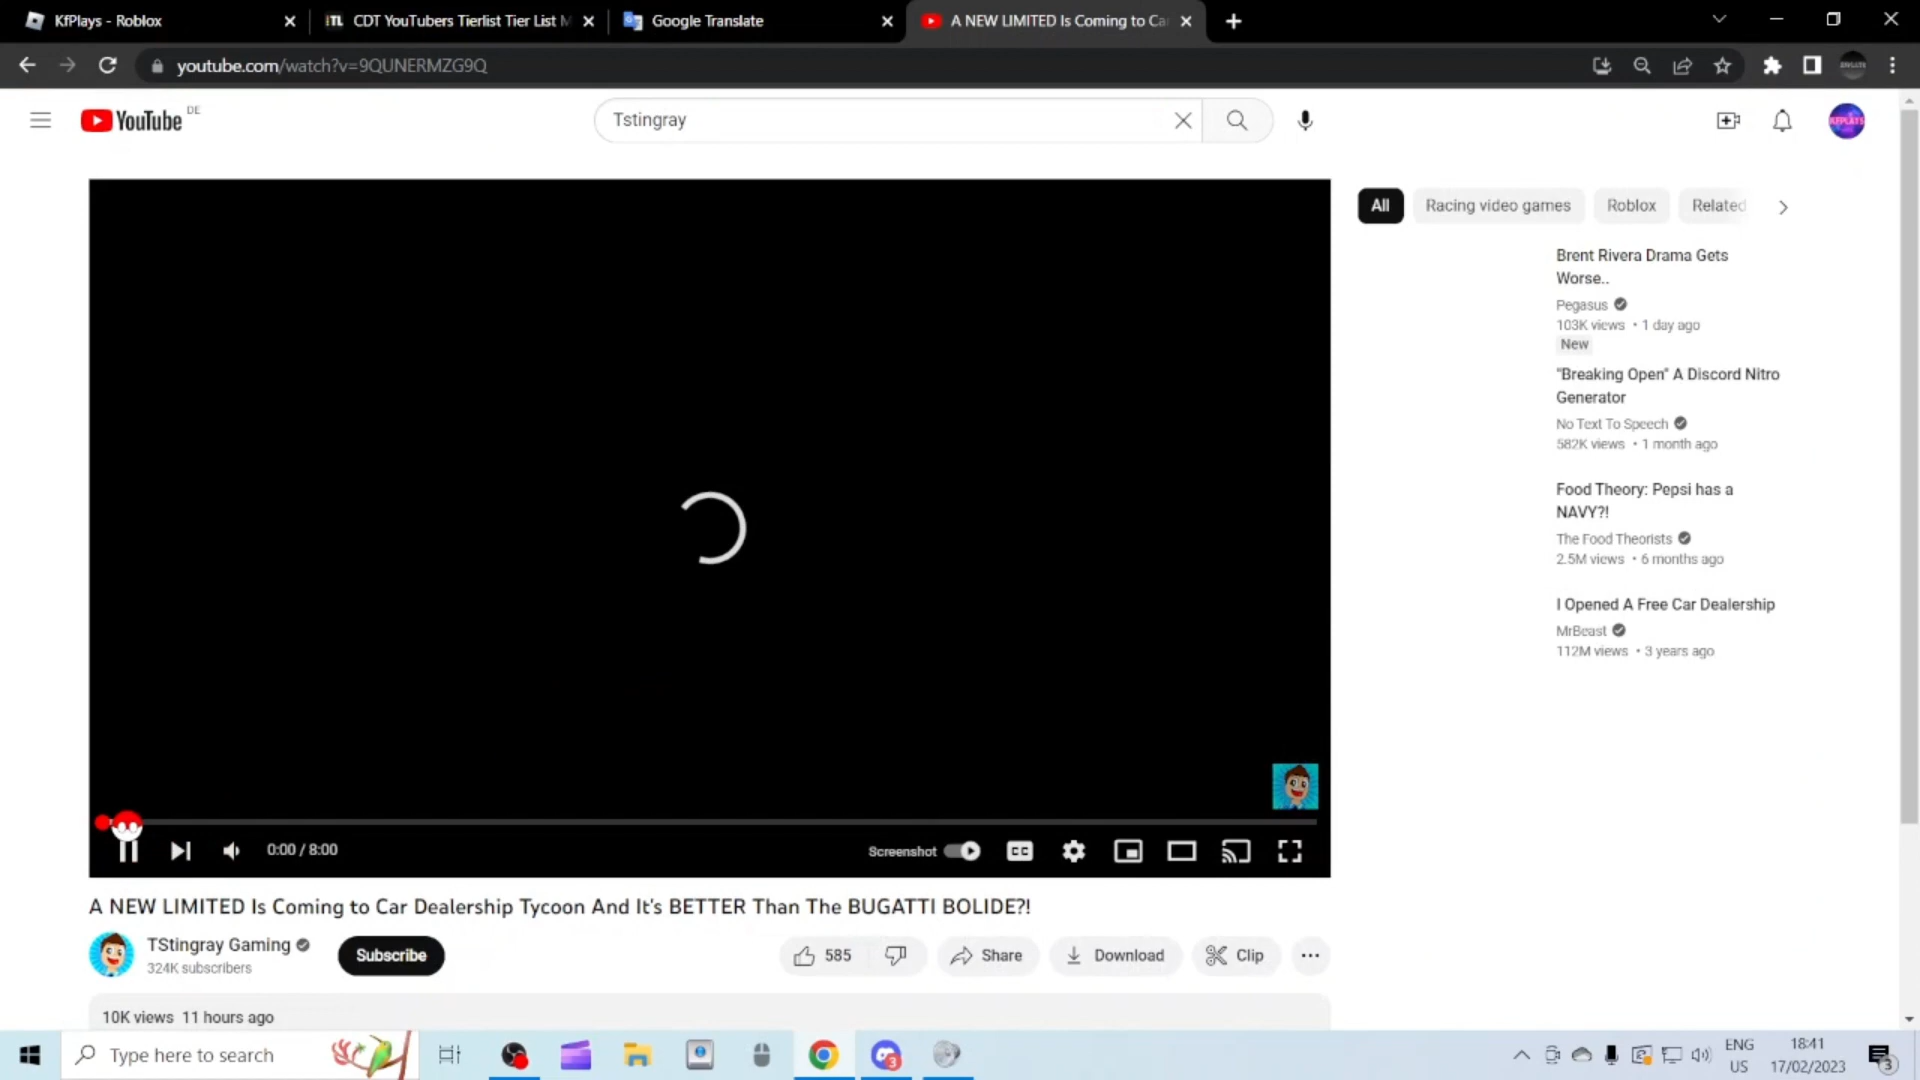 KfPlays - Roblox
TL CDT YouTubers Tierlist Tier List M
Google Translate
A NEW LIMITED Is Coming to Ca
youtube.com/watch?v=9QUNERMZG9Q
YouTube DE
Tstingray
KFPLAYS
All
Racing video games
Roblox
Related
Brent Rivera Drama Gets
Worse..
Pegasus
103K views • 1 day ago
New
"Breaking Open" A Discord Nitro
Generator
No Text To Speech
582K views • 1 month ago
Food Theory: Pepsi has a
NAVY?!
The Food Theorists
2.5M views • 6 months ago
I Opened A Free Car Dealership
MrBeast
112M views • 3 years ago
0:00 / 8:00
Screenshot
CC
A NEW LIMITED Is Coming to Car Dealership Tycoon And It's BETTER Than The BUGATTI BOLIDE?!
TStingray Gaming
324K subscribers
Subscribe
585
Share
Download
Clip
10K views 11 hours ago
Type here to search
3
ENG
US
18:41
17/02/2023
3